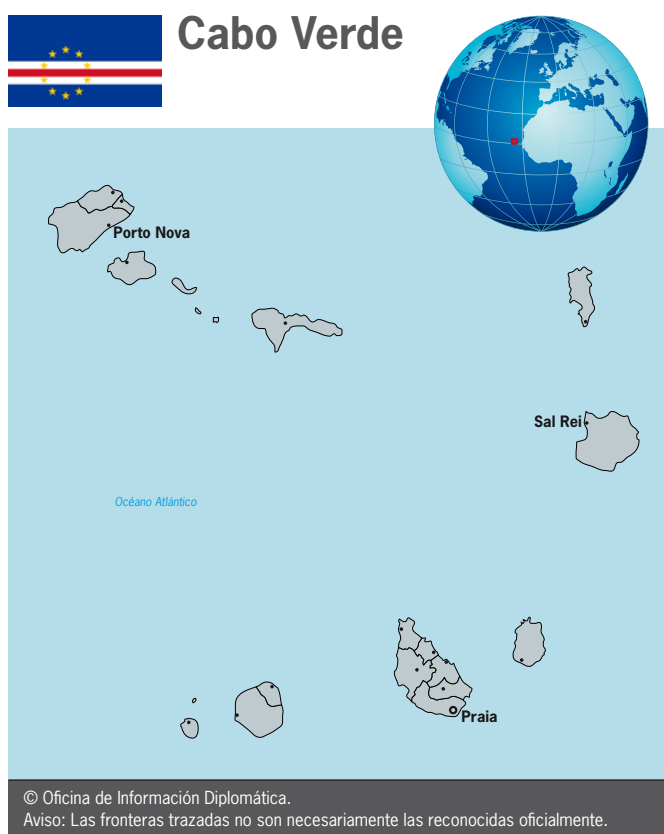 Cabo Verde
Porto Nova
Sal Rei
Océano Atlántico
Praia
© Oficina de Información Diplomática.
Aviso: Las fronteras trazadas no son necesariamente las reconocidas oficialmente.